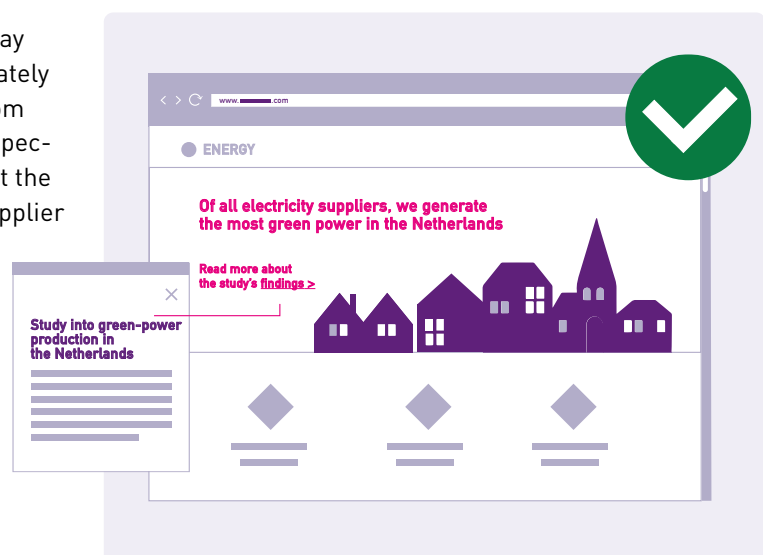 ay
ately
om
pec-
t the
pplier
www. .com
ENERGY
Of all electricity suppliers, we generate
the most green power in the Netherlands
Read more about
the study's findings >
Study into green-power
production in
the Netherlands